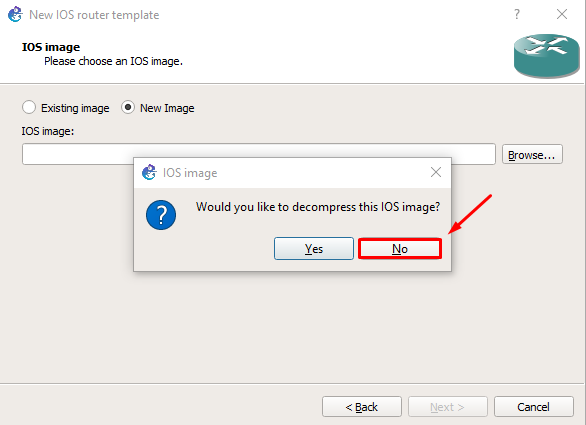 New IOS router template
IOS image
Please choose an IOS image.
Existing image New Image
IOS image:
Browse...
IOS image
Would you like to decompress this IOS image?
Yes No
< Back Next > Cancel